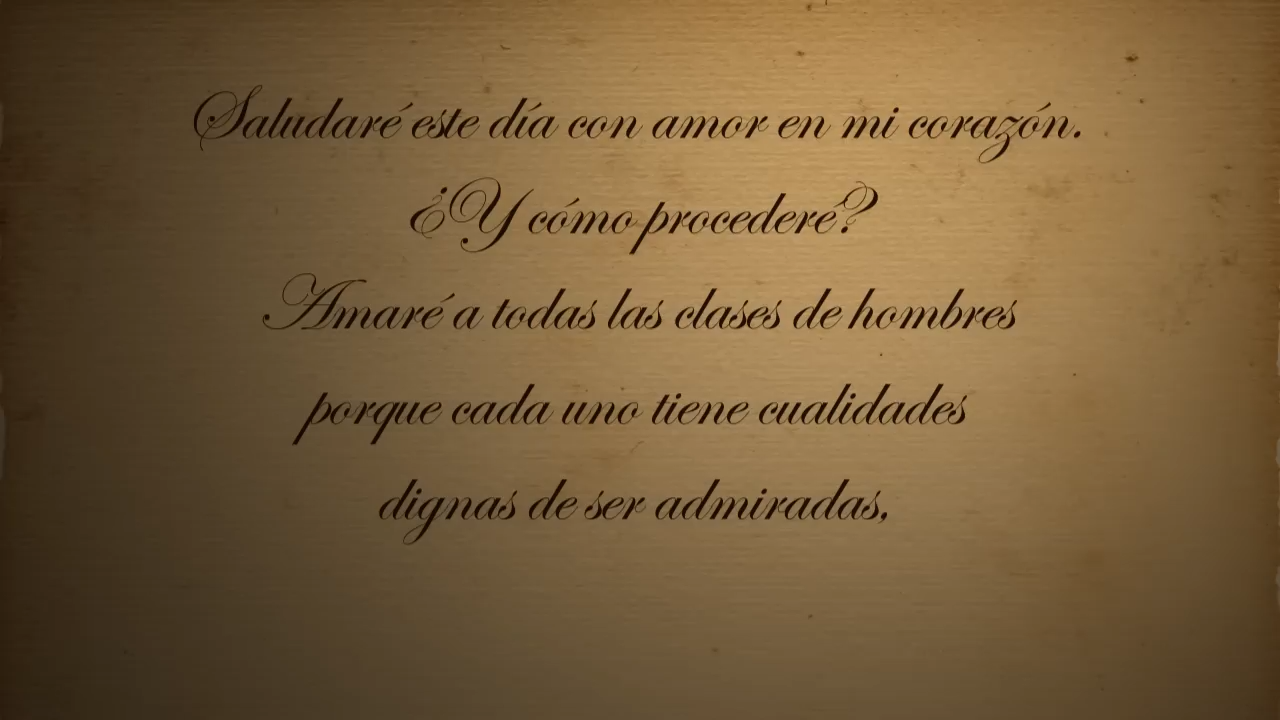 Saludaré este día con amor en mi corazón.
¿Y cómo procederé?
Amaré a todas las clases de hombres
porque cada uno tiene cualidades
dignas de ser admiradas,